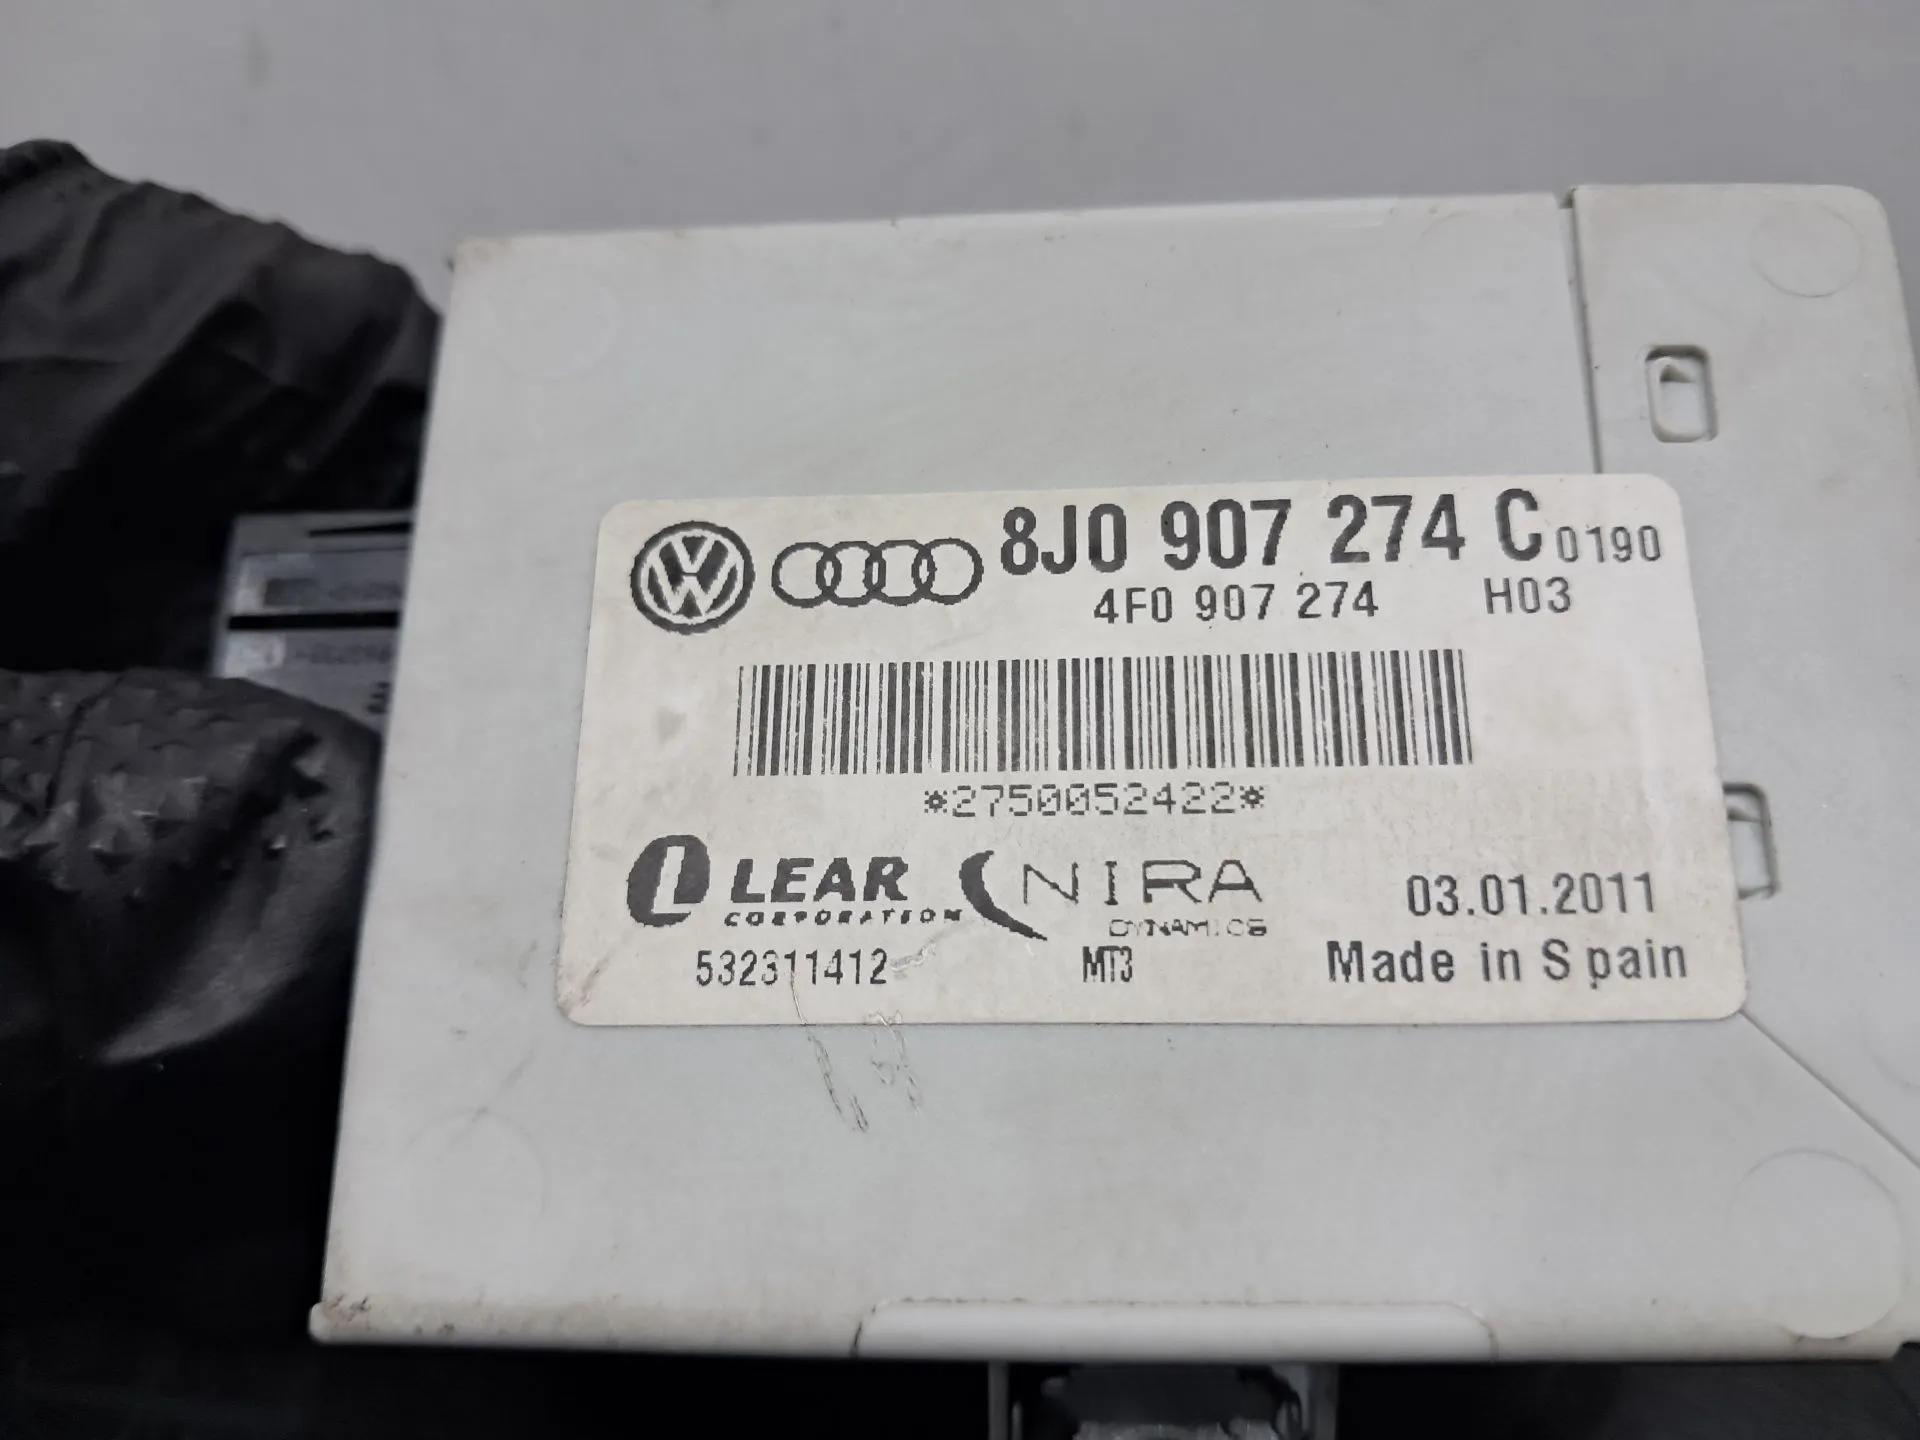 8J0 907 274 C 0190
4F0 907 274 H03
*2750052422*
LEAR
CORPORATION
NIRA
DYNAMICS
03.01.2011
532311412 MT3 Made in Spain